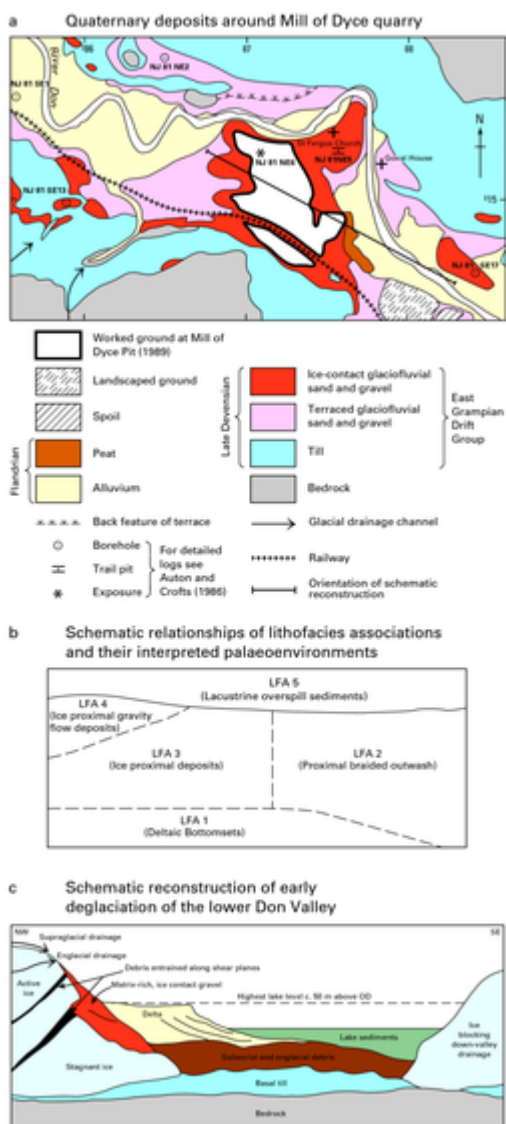 a Quaternary deposits around Mill of Dyce quarry
86
87
88
River Don
NJ 81 NE2
NJ 81 SE1
N
St Fergus Church
NJ 81NE5
NJ 81 NE6
Goval House
15
NJ 81 SE13
NJ 81 SE17
Worked ground at Mill of
Dyce Pit (1989)
Landscaped ground
Spoil
Flandrian
Peat
Alluvium
Late Devensian
Ice-contact glaciofluvial
sand and gravel
Terraced glaciofluvial
sand and gravel
Till
East
Grampian
Drift
Group
Bedrock
Back feature of terrace
Glacial drainage channel
Borehole
Trail pit
Exposure
For detailed
logs see
Auton and
Crofts (1986)
Railway
Orientation of schematic
reconstruction
b Schematic relationships of lithofacies associations
and their interpreted palaeoenvironments
LFA 5
(Lacustrine overspill sediments)
LFA 4
(Ice proximal gravity
flow deposits)
LFA 3
(Ice proximal deposits)
LFA 2
(Proximal braided outwash)
LFA 1
(Deltaic Bottomsets)
c Schematic reconstruction of early
deglaciation of the lower Don Valley
NW
SE
Supraglacial drainage
Englacial drainage
Debris entrained along shear planes
Active
ice
Matrix-rich, ice contact gravel
Highest lake level c. 50 m above OD
Delta
Lake sediments
Ice
blocking
down-valley
drainage
Subaerial and englacial debris
Stagnant ice
Basal till
Bedrock